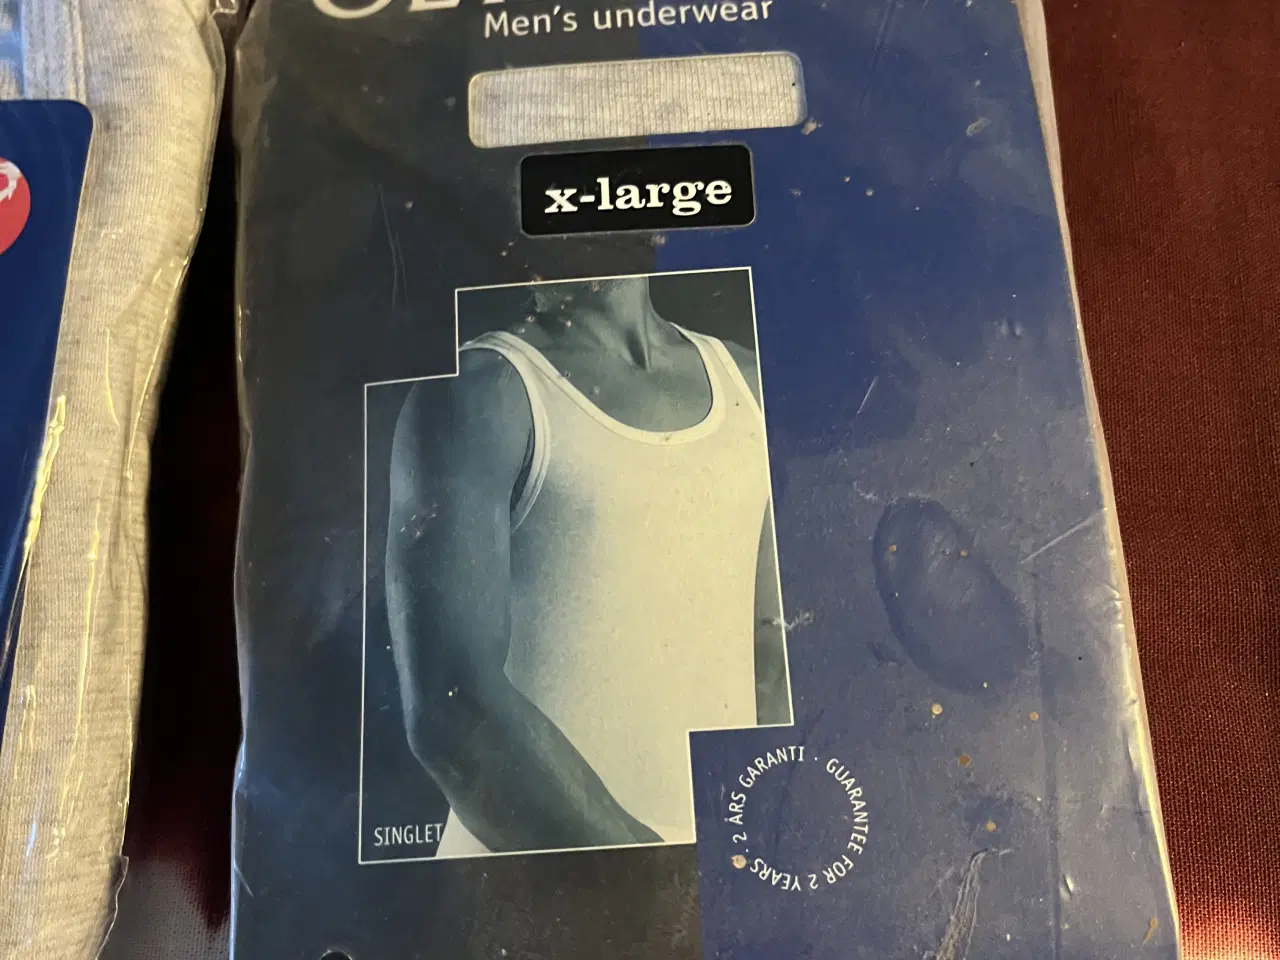 Men's underwear
x-large
SINGLET
2 ÅRS GARANTI · GUARANTEE FOR 2 YEARS ·